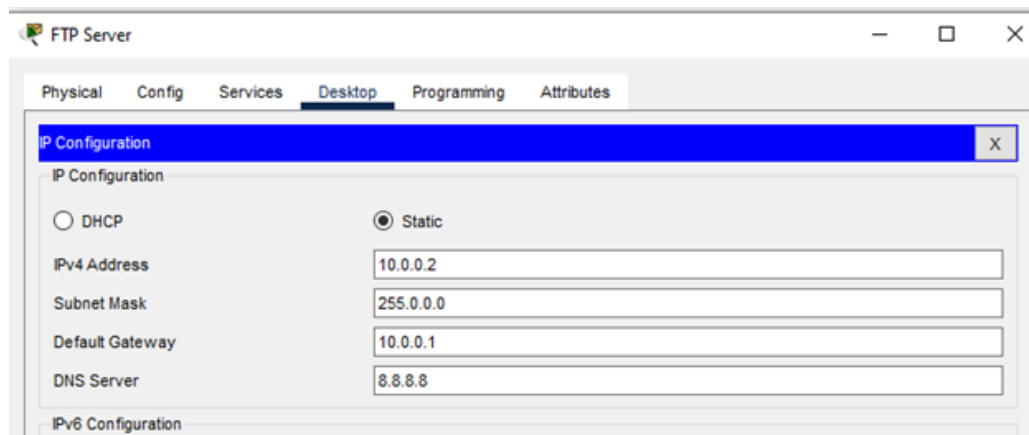 FTP Server
Physical Config Services Desktop Programming Attributes
IP Configuration X
IP Configuration
DHCP Static
IPv4 Address 10.0.0.2
Subnet Mask 255.0.0.0
Default Gateway 10.0.0.1
DNS Server 8.8.8.8
IPv6 Configuration